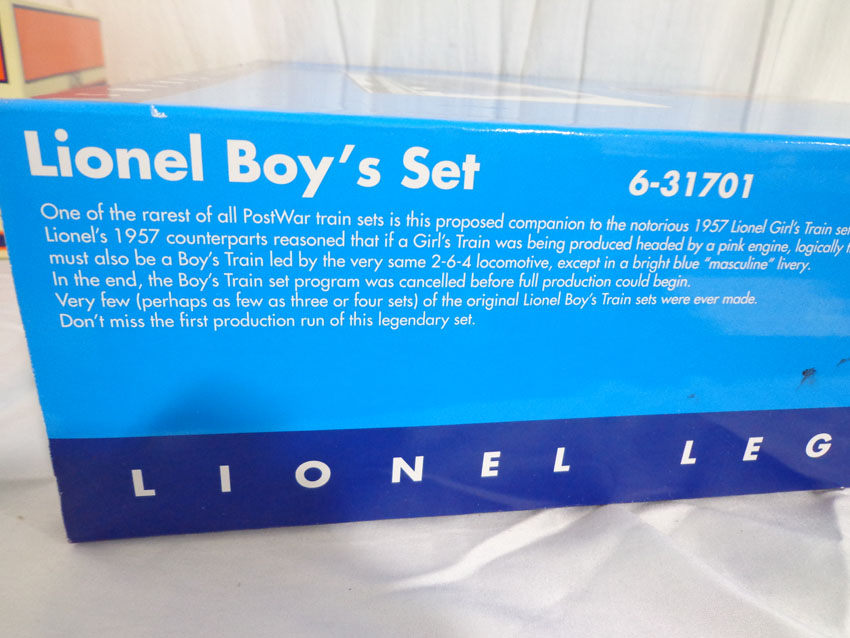 Lionel Boy's Set 6-31701
One of the rarest of all PostWar train sets is this proposed companion to the notorious 1957 Lionel Girl's Train set
Lionel's 1957 counterparts reasoned that if a Girl's Train was being produced headed by a pink engine, logically
must also be a Boy's Train led by the very same 2-6-4 locomotive, except in a bright blue "masculine" livery.
In the end, the Boy's Train set program was cancelled before full production could begin.
Very few (perhaps as few as three or four sets) of the original Lionel Boy's Train sets were ever made.
Don't miss the first production run of this legendary set.
LIONEL LEG